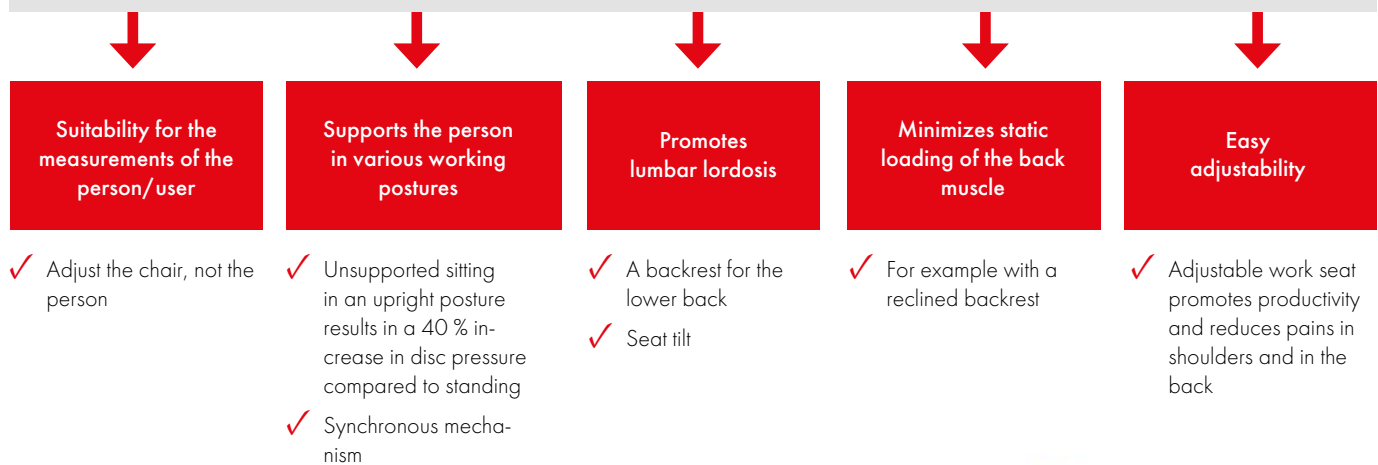 Suitability for the
measurements of the
person/user
Adjust the chair, not the
person
Supports the person
in various working
postures
Unsupported sitting
in an upright posture
results in a 40 % in-
crease in disc pressure
compared to standing
Synchronous mecha-
nism
Promotes
lumbar lordosis
A backrest for the
lower back
Seat tilt
Minimizes static
loading of the back
muscle
For example with a
reclined backrest
Easy
adjustability
Adjustable work seat
promotes productivity
and reduces pains in
shoulders and in the
back